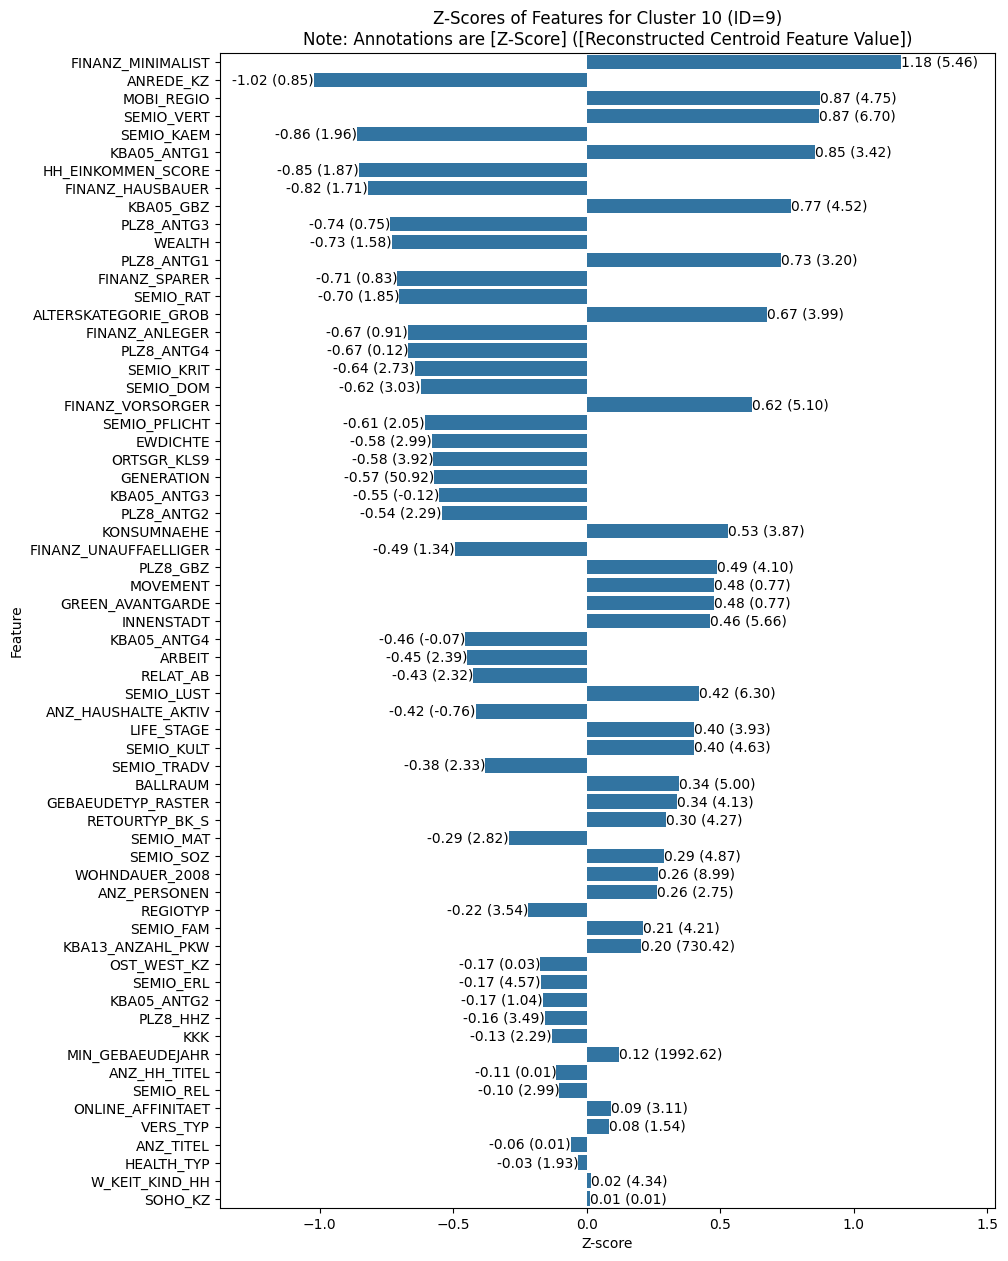 Z-Scores of Features for Cluster 10 (ID=9)
Note: Annotations are [Z-Score] ([Reconstructed Centroid Feature Value])
FINANZ_MINIMALIST 1.18 (5.46)
ANREDE_KZ -1.02 (0.85)
MOBI_REGIO 0.87 (4.75)
SEMIO_VERT 0.87 (6.70)
SEMIO_KAEM -0.86 (1.96)
KBA05_ANTG1 0.85 (3.42)
HH_EINKOMMEN_SCORE -0.85 (1.87)
FINANZ_HAUSBAUER -0.82 (1.71)
KBA05_GBZ 0.77 (4.52)
PLZ8_ANTG3 -0.74 (0.75)
WEALTH -0.73 (1.58)
PLZ8_ANTG1 0.73 (3.20)
FINANZ_SPARER -0.71 (0.83)
SEMIO_RAT -0.70 (1.85)
ALTERSKATEGORIE_GROB 0.67 (3.99)
FINANZ_ANLEGER -0.67 (0.91)
PLZ8_ANTG4 -0.67 (0.12)
SEMIO_KRIT -0.64 (2.73)
SEMIO_DOM -0.62 (3.03)
FINANZ_VORSORGER 0.62 (5.10)
SEMIO_PFLICHT -0.61 (2.05)
EWDICHTE -0.58 (2.99)
ORTSGR_KLS9 -0.58 (3.92)
GENERATION -0.57 (50.92)
KBA05_ANTG3 -0.55 (-0.12)
PLZ8_ANTG2 -0.54 (2.29)
KONSUMNAEHE 0.53 (3.87)
FINANZ_UNAUFFAELLIGER -0.49 (1.34)
PLZ8_GBZ 0.49 (4.10)
MOVEMENT 0.48 (0.77)
GREEN_AVANTGARDE 0.48 (0.77)
INNENSTADT 0.46 (5.66)
KBA05_ANTG4 -0.46 (-0.07)
ARBEIT -0.45 (2.39)
RELAT_AB -0.43 (2.32)
SEMIO_LUST 0.42 (6.30)
ANZ_HAUSHALTE_AKTIV -0.42 (-0.76)
LIFE_STAGE 0.40 (3.93)
SEMIO_KULT 0.40 (4.63)
SEMIO_TRADV -0.38 (2.33)
BALLRAUM 0.34 (5.00)
GEBAEUDETYP_RASTER 0.34 (4.13)
RETOURTYP_BK_S 0.30 (4.27)
SEMIO_MAT -0.29 (2.82)
SEMIO_SOZ 0.29 (4.87)
WOHNDAUER_2008 0.26 (8.99)
ANZ_PERSONEN 0.26 (2.75)
REGIOTYP -0.22 (3.54)
SEMIO_FAM 0.21 (4.21)
KBA13_ANZAHL_PKW 0.20 (730.42)
OST_WEST_KZ -0.17 (0.03)
SEMIO_ERL -0.17 (4.57)
KBA05_ANTG2 -0.17 (1.04)
PLZ8_HHZ -0.16 (3.49)
KKK -0.13 (2.29)
MIN_GEBAEUDEJAHR 0.12 (1992.62)
ANZ_HH_TITEL -0.11 (0.01)
SEMIO_REL -0.10 (2.99)
ONLINE_AFFINITAET 0.09 (3.11)
VERS_TYP 0.08 (1.54)
ANZ_TITEL -0.06 (0.01)
HEALTH_TYP -0.03 (1.93)
W_KEIT_KIND_HH 0.02 (4.34)
SOHO_KZ 0.01 (0.01)
Feature
−1.0 −0.5 0.0 0.5 1.0 1.5
Z-score